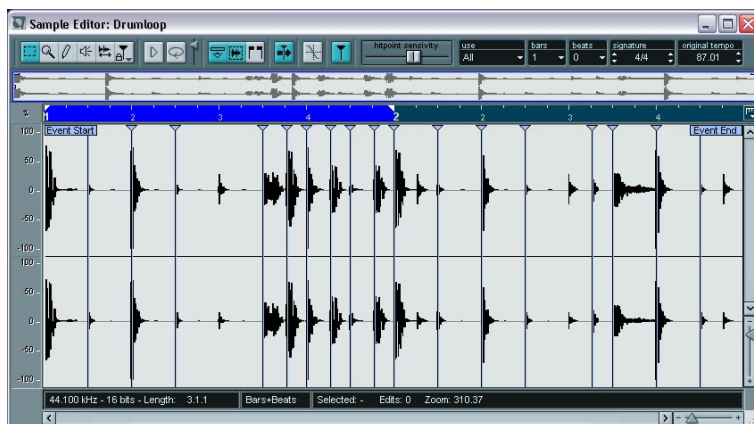 Sample Editor: Drumloop
hitpoint sensitivity use bars beats signature original tempo
All 1 0 4/4 87.01
1 2 3 4 2 2 3 4
Event Start Event End
100
50
0
-50
-100
100
50
0
-50
-100
44.100 kHz - 16 bits - Length: 3.1.1 Bars+Beats Selected: - Edits: 0 Zoom: 310.37